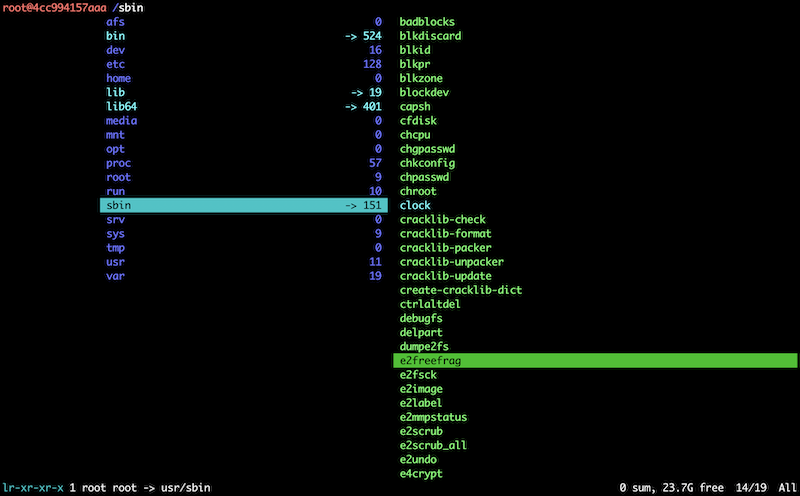 root@4cc994157aaa /sbin
afs 0 badblocks
bin -> 524 blkdiscard
dev 16 blkid
etc 128 blkpr
home 0 blkzone
lib -> 19 blockdev
lib64 -> 401 capsh
media 0 cfdisk
mnt 0 chcpu
opt 0 chgpasswd
proc 57 chkconfig
root 9 chpasswd
run 10 chroot
sbin -> 151 clock
srv 0 cracklib-check
sys 9 cracklib-format
tmp 0 cracklib-packer
usr 11 cracklib-unpacker
var 19 cracklib-update
create-cracklib-dict
ctrlaltdel
debugfs
delpart
dumpe2fs
e2freefrag
e2fsck
e2image
e2label
e2mmpstatus
e2scrub
e2scrub_all
e2undo
e4crypt
lr-xr-xr-x 1 root root -> usr/sbin 0 sum, 23.7G free 14/19 All